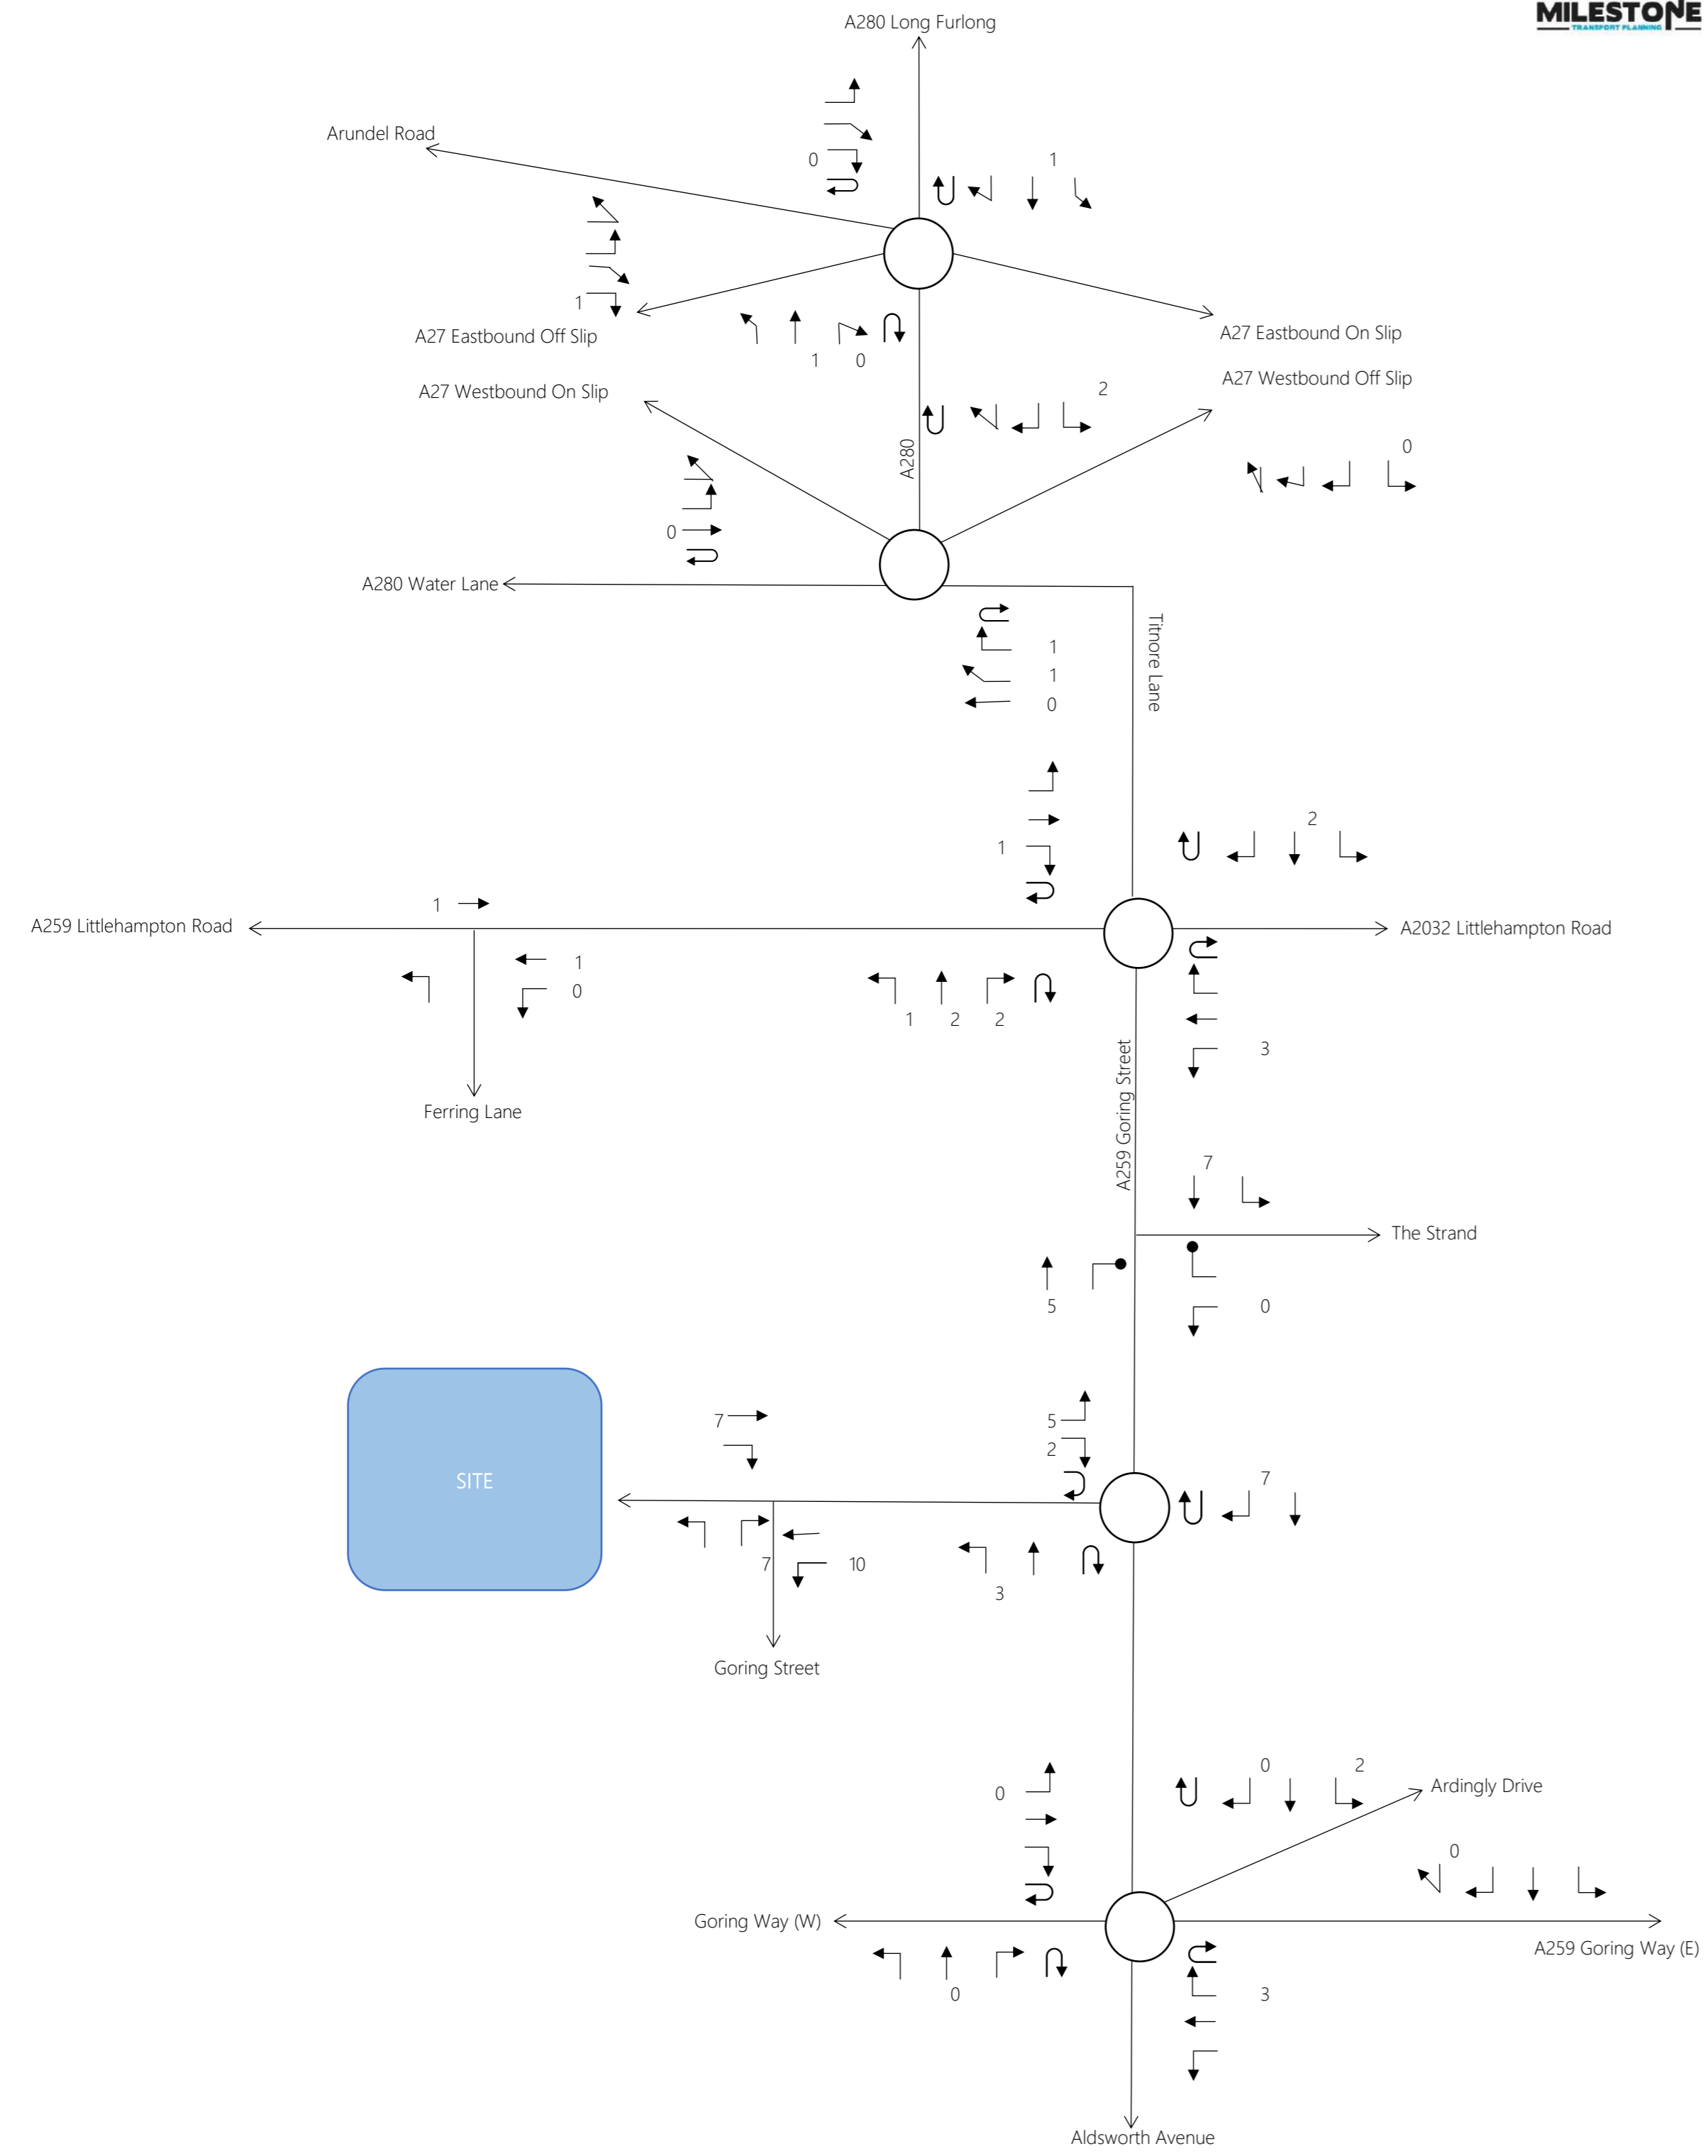 MILESTONE
TRANSPORT PLANNING
A280 Long Furlong
Arundel Road
0
1
1
A27 Eastbound Off Slip
1 0
A27 Eastbound On Slip
A27 Westbound On Slip
2
A27 Westbound Off Slip
A280
0
0
A280 Water Lane
Titnore Lane
1
1
0
1
2
A259 Littlehampton Road
1
1
0
A2032 Littlehampton Road
1 2 2
3
Ferring Lane
A259 Goring Street
7
The Strand
5
0
SITE
7
5
2
7
7
10
3
Goring Street
0
0 2
Ardingly Drive
0
Goring Way (W)
A259 Goring Way (E)
0
3
Aldsworth Avenue